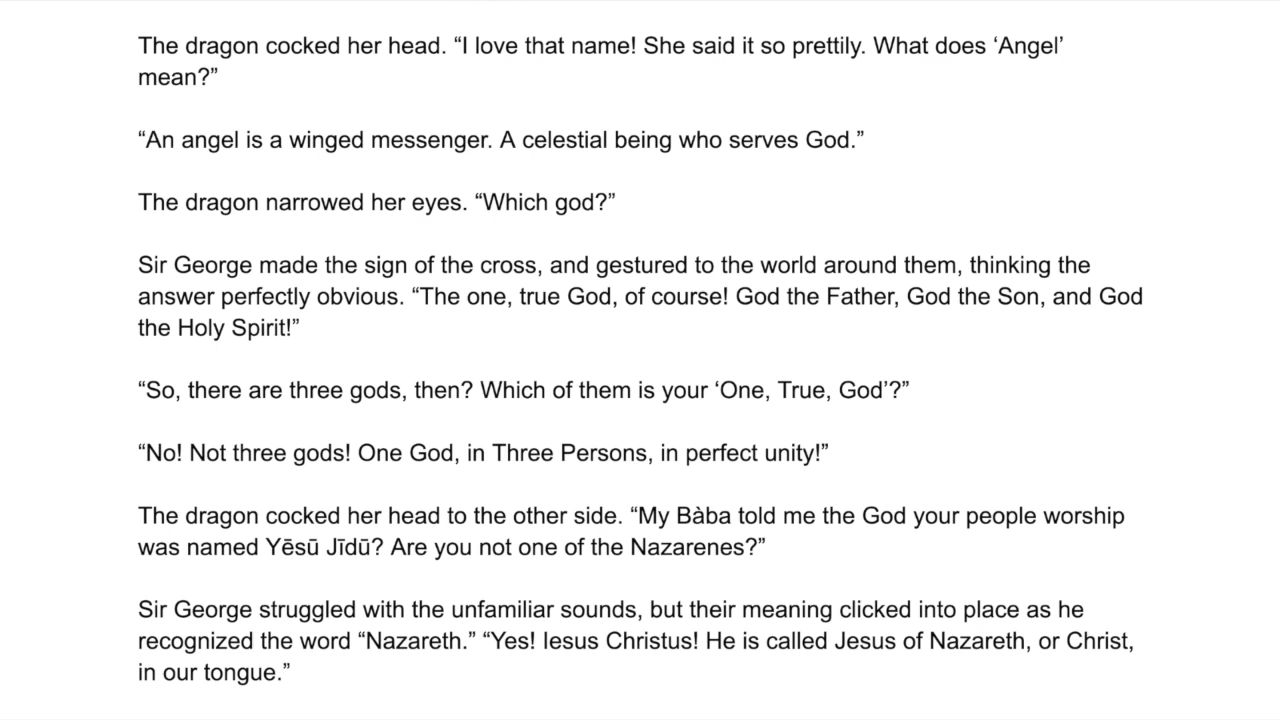 The dragon cocked her head. “I love that name! She said it so prettily. What does ‘Angel’
mean?”
“An angel is a winged messenger. A celestial being who serves God.”
The dragon narrowed her eyes. “Which god?”
Sir George made the sign of the cross, and gestured to the world around them, thinking the
answer perfectly obvious. “The one, true God, of course! God the Father, God the Son, and God
the Holy Spirit!”
“So, there are three gods, then? Which of them is your ‘One, True, God’?”
“No! Not three gods! One God, in Three Persons, in perfect unity!”
The dragon cocked her head to the other side. “My Bàba told me the God your people worship
was named Yēsū Jīdū? Are you not one of the Nazarenes?”
Sir George struggled with the unfamiliar sounds, but their meaning clicked into place as he
recognized the word “Nazareth.” “Yes! Iesus Christus! He is called Jesus of Nazareth, or Christ,
in our tongue.”